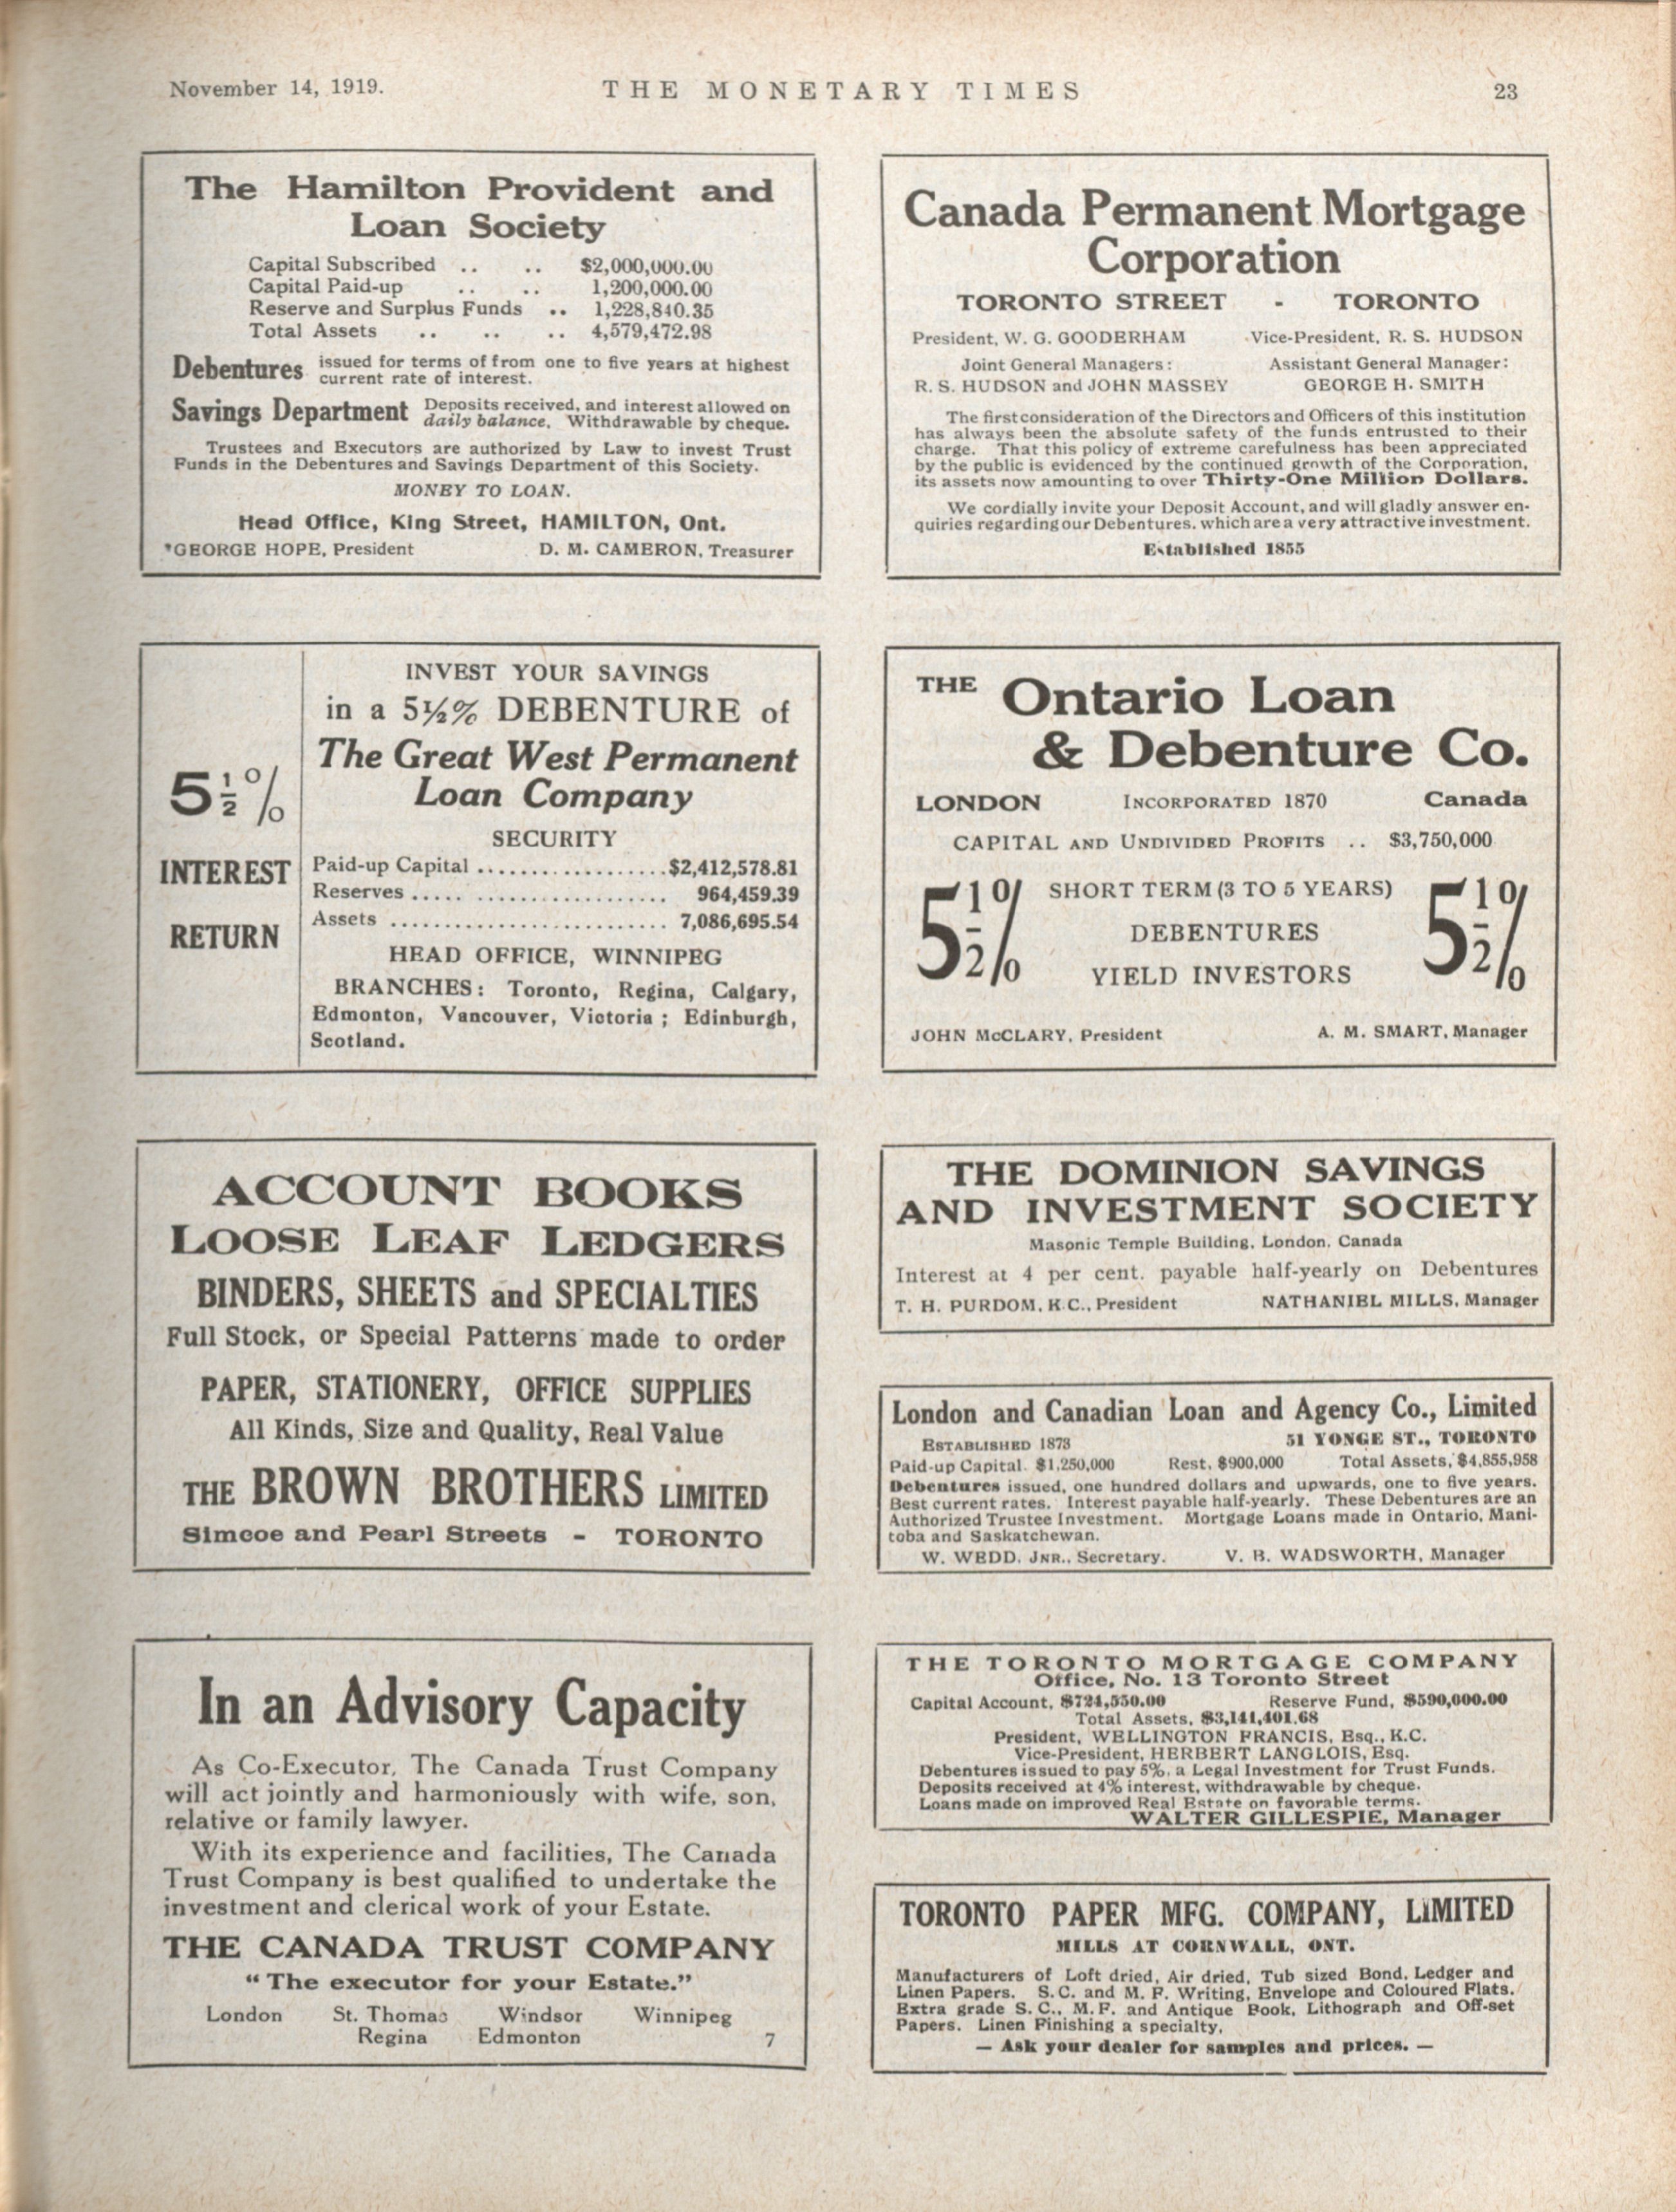 November 14, 1919.
THE MONETARY TIMES
23
The Hamilton Provident and
Loan Society
Capital Subscribed .. .. $2,000,000.00
Capital Paid-up .. .. 1,200,000.00
Reserve and Surplus Funds .. 1,228,840.35
Total Assets .. .. .. 4,579,472.98
Debentures issued for terms of from one to five years at highest
current rate of interest.
Savings Department Deposits received, and interest allowed on
daily balance. Withdrawable by cheque.
Trustees and Executors are authorized by Law to invest Trust
Funds in the Debentures and Savings Department of this Society.
MONEY TO LOAN.
Head Office, King Street, HAMILTON, Ont.
GEORGE HOPE, President D. M. CAMERON, Treasurer
INVEST YOUR SAVINGS
in a 5½% DEBENTURE of
The Great West Permanent
Loan Company
5½%
INTEREST
RETURN
SECURITY
Paid-up Capital ..................$2,412,578.81
Reserves ..... .................. 964,459.39
Assets .......................... 7,086,695.54
HEAD OFFICE, WINNIPEG
BRANCHES: Toronto, Regina, Calgary,
Edmonton, Vancouver, Victoria; Edinburgh,
Scotland.
ACCOUNT BOOKS
LOOSE LEAF LEDGERS
BINDERS, SHEETS and SPECIALTIES
Full Stock, or Special Patterns made to order
PAPER, STATIONERY, OFFICE SUPPLIES
All Kinds, Size and Quality, Real Value
THE BROWN BROTHERS LIMITED
Simcoe and Pearl Streets - TORONTO
In an Advisory Capacity
As Co-Executor, The Canada Trust Company
will act jointly and harmoniously with wife, son,
relative or family lawyer.
With its experience and facilities, The Canada
Trust Company is best qualified to undertake the
investment and clerical work of your Estate.
THE CANADA TRUST COMPANY
"The executor for your Estate."
London St. Thomas Windsor Winnipeg
Regina Edmonton 7
Canada Permanent Mortgage
Corporation
TORONTO STREET - TORONTO
President, W. G. GOODERHAM Vice-President, R. S. HUDSON
Joint General Managers: Assistant General Manager:
R. S. HUDSON and JOHN MASSEY GEORGE H. SMITH
The first consideration of the Directors and Officers of this institution
has always been the absolute safety of the funds entrusted to their
charge. That this policy of extreme carefulness has been appreciated
by the public is evidenced by the continued growth of the Corporation,
its assets now amounting to over Thirty-One Million Dollars.
We cordially invite your Deposit Account, and will gladly answer en-
quiries regarding our Debentures, which are a very attractive investment.
Established 1855
THE Ontario Loan
& Debenture Co.
LONDON INCORPORATED 1870 Canada
CAPITAL AND UNDIVIDED PROFITS .. $3,750,000
5½% SHORT TERM (3 TO 5 YEARS) 5½%
DEBENTURES
YIELD INVESTORS
JOHN McCLARY, President A. M. SMART, Manager
THE DOMINION SAVINGS
AND INVESTMENT SOCIETY
Masonic Temple Building, London, Canada
Interest at 4 per cent. payable half-yearly on Debentures
T. H. PURDOM, K.C., President NATHANIEL MILLS, Manager
London and Canadian Loan and Agency Co., Limited
ESTABLISHED 1873 51 YONGE ST., TORONTO
Paid-up Capital, $1,250,000 Rest, $900,000 Total Assets, $4,855,958
Debentures issued, one hundred dollars and upwards, one to five years.
Best current rates. Interest payable half-yearly. These Debentures are an
Authorized Trustee Investment. Mortgage Loans made in Ontario, Mani-
toba and Saskatchewan.
W. WEDD, JNR., Secretary. V. B. WADSWORTH, Manager
THE TORONTO MORTGAGE COMPANY
Office, No. 13 Toronto Street
Capital Account, $724,550.00 Reserve Fund, $590,000.00
Total Assets, $3,141,401.68
President, WELLINGTON FRANCIS, Esq., K.C.
Vice-President, HERBERT LANGLOIS, Esq.
Debentures issued to pay 5%, a Legal Investment for Trust Funds.
Deposits received at 4% interest, withdrawable by cheque.
Loans made on improved Real Estate on favorable terms.
WALTER GILLESPIE, Manager
TORONTO PAPER MFG. COMPANY, LIMITED
MILLS AT CORNWALL, ONT.
Manufacturers of Loft dried, Air dried, Tub sized Bond, Ledger and
Linen Papers. S. C. and M. F. Writing, Envelope and Coloured Flats.
Extra grade S. C., M. F. and Antique Book, Lithograph and Off-set
Papers. Linen Finishing a specialty.
— Ask your dealer for samples and prices. —